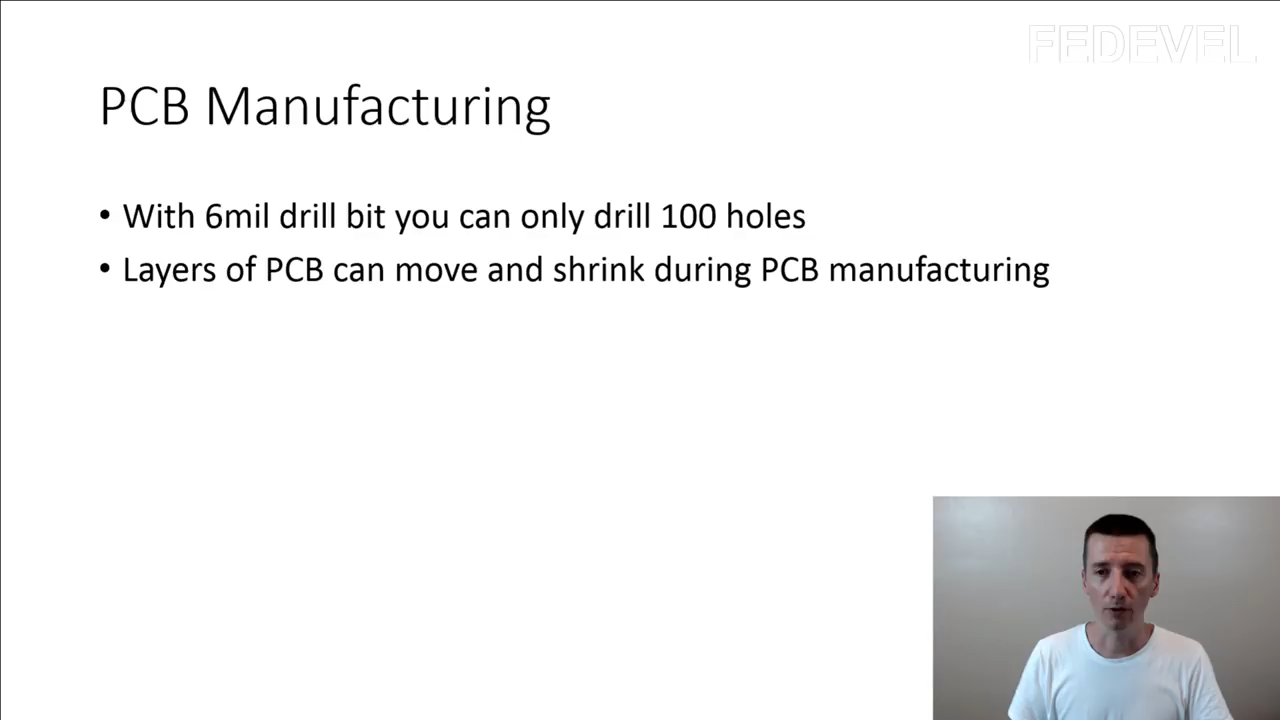 FEDEVEL
PCB Manufacturing
• With 6mil drill bit you can only drill 100 holes
• Layers of PCB can move and shrink during PCB manufacturing